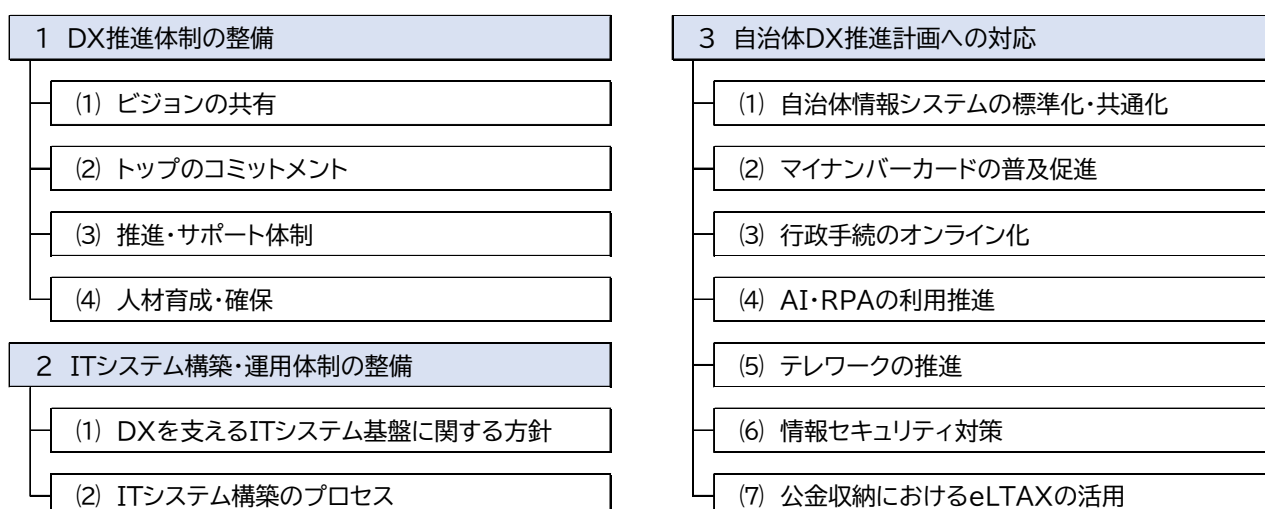 1 DX推進体制の整備
⑴ ビジョンの共有
⑵ トップのコミットメント
⑶ 推進・サポート体制
⑷ 人材育成・確保
2 ITシステム構築・運用体制の整備
⑴ DXを支えるITシステム基盤に関する方針
⑵ ITシステム構築のプロセス
3 自治体DX推進計画への対応
⑴ 自治体情報システムの標準化・共通化
⑵ マイナンバーカードの普及促進
⑶ 行政手続のオンライン化
⑷ AI・RPAの利用推進
⑸ テレワークの推進
⑹ 情報セキュリティ対策
⑺ 公金収納におけるeLTAXの活用